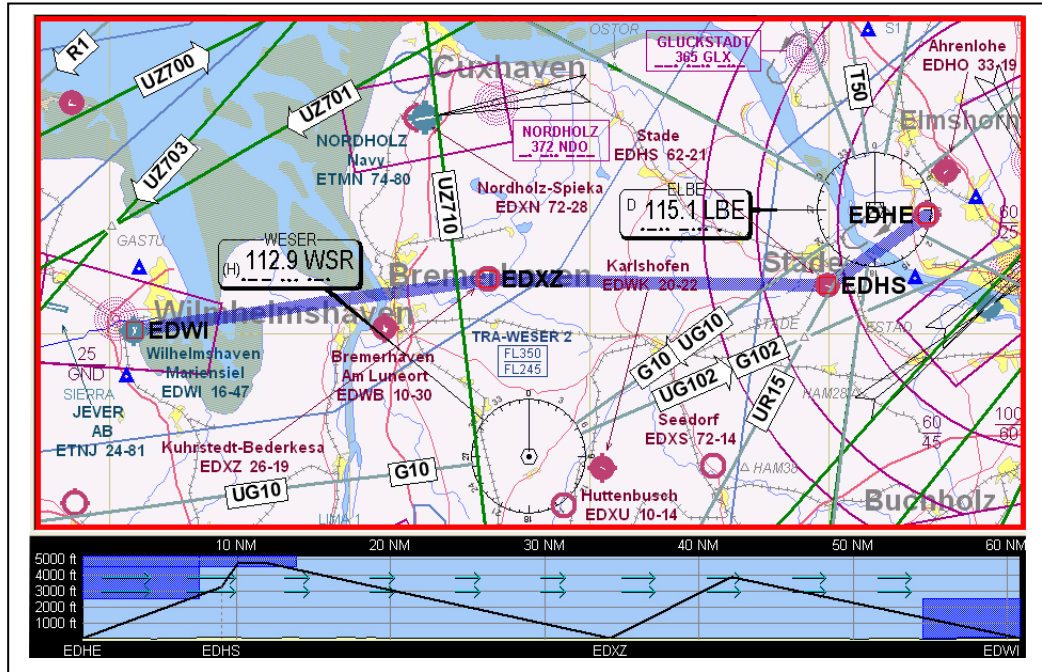 R1
UZ700
UZ701
UZ703
UZ710
T50
OSTOR
S1
GLUCKSTADT
365 GLX
Ahrenlohe
EDHO 33-19
Cuxhaven
Elmshorn
NORDHOLZ
Navy
ETMN 74-80
NORDHOLZ
372 NDO
Stade
EDHS 62-21
Nordholz-Spieka
EDXN 72-28
ELBE
D 115.1 LBE
EDHE
60
25
GASTU
WESER
(H) 112.9 WSR
Bremerhaven
EDXZ
Karlshofen
EDWK 20-22
Stade
EDHS
Wilhelmshaven
EDWI
Wilhelmshaven
Mariensiel
EDWI 16-47
25
GND
SIERRA
JEVER
AB
ETNJ 24-81
Bremerhaven
Am Luneort
EDWB 10-30
TRA-WESER 2
FL350
FL245
G10
UG10
STADE
ESTAD
G102
UG102
UR15
HAM28
Kuhrstedt-Bederkesa
EDXZ 26-19
Seedorf
EDXS 72-14
60
45
100
60
UG10
G10
HAM38
LIMA 1
Huttenbusch
EDXU 10-14
Buchholz
10 NM
20 NM
30 NM
40 NM
50 NM
60 NM
5000 ft
4000 ft
3000 ft
2000 ft
1000 ft
EDHE
EDHS
EDXZ
EDWI